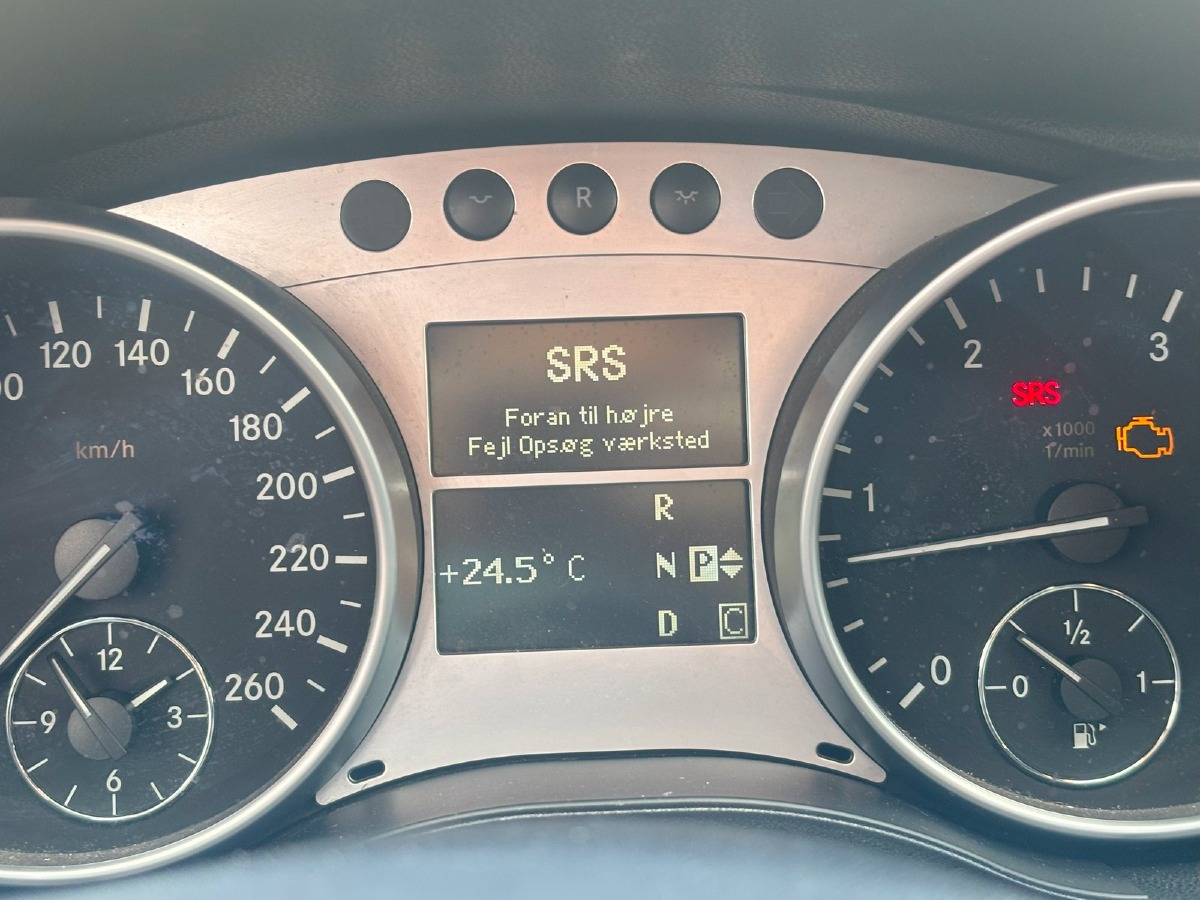 R
120
140
160
180
200
220
240
260
km/h
12
3
6
9
SRS
Foran til højre
Fejl Opsøg værksted
R
+24.5° C
N P
D C
0
1
2
3
SRS
x1000
1/min
0
1/2
1